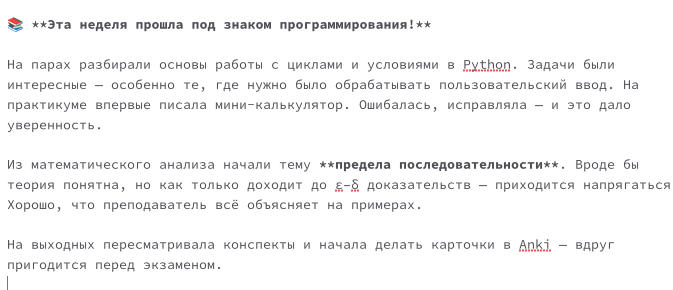 📚 **Эта неделя прошла под знаком программирования!**
На парах разбирали основы работы с циклами и условиями в Python. Задачи были
интересные — особенно те, где нужно было обрабатывать пользовательский ввод. На
практикуме впервые писала мини-калькулятор. Ошибалась, исправляла — и это дало
уверенность.
Из математического анализа начали тему **предела последовательности**. Вроде бы
теория понятна, но как только доходит до ε–δ доказательств — приходится напрягаться
Хорошо, что преподаватель всё объясняет на примерах.
На выходных пересматривала конспекты и начала делать карточки в Anki — вдруг
пригодится перед экзаменом.